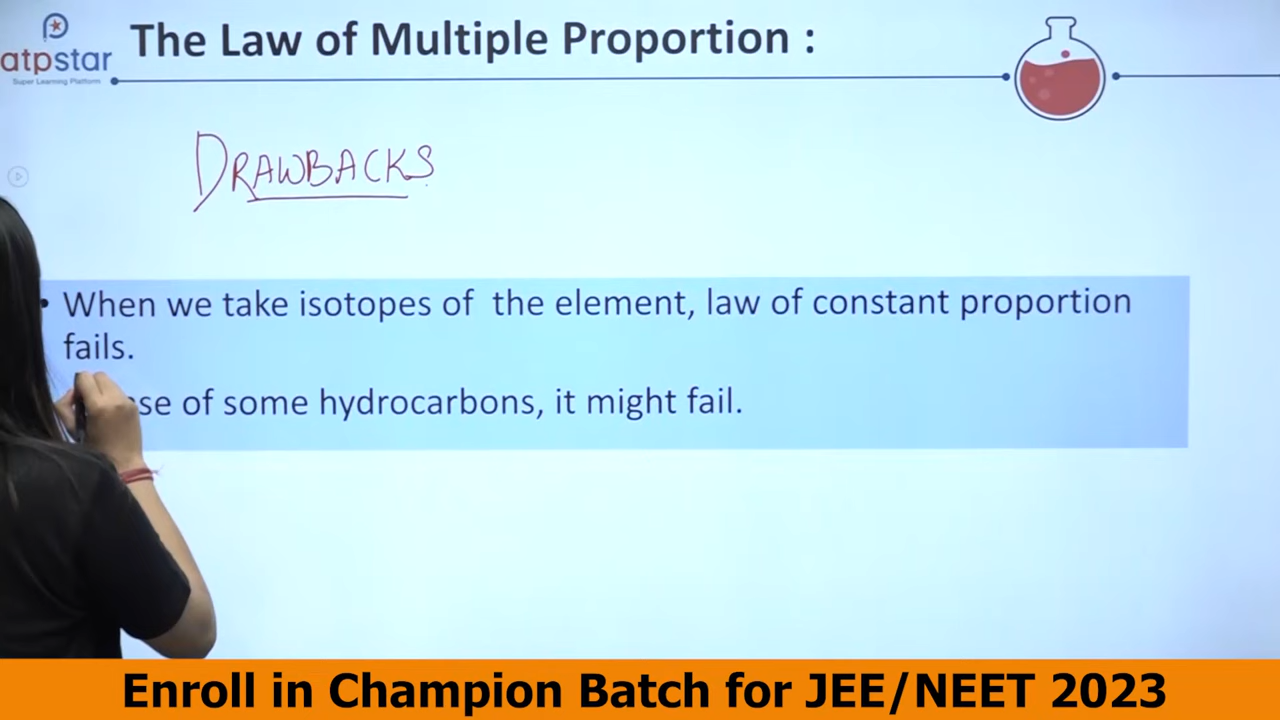 atpstar
Super Learning Platform
The Law of Multiple Proportion :
DRAWBACKS
• When we take isotopes of the element, law of constant proportion
fails.
of some hydrocarbons, it might fail.
Enroll in Champion Batch for JEE/NEET 2023